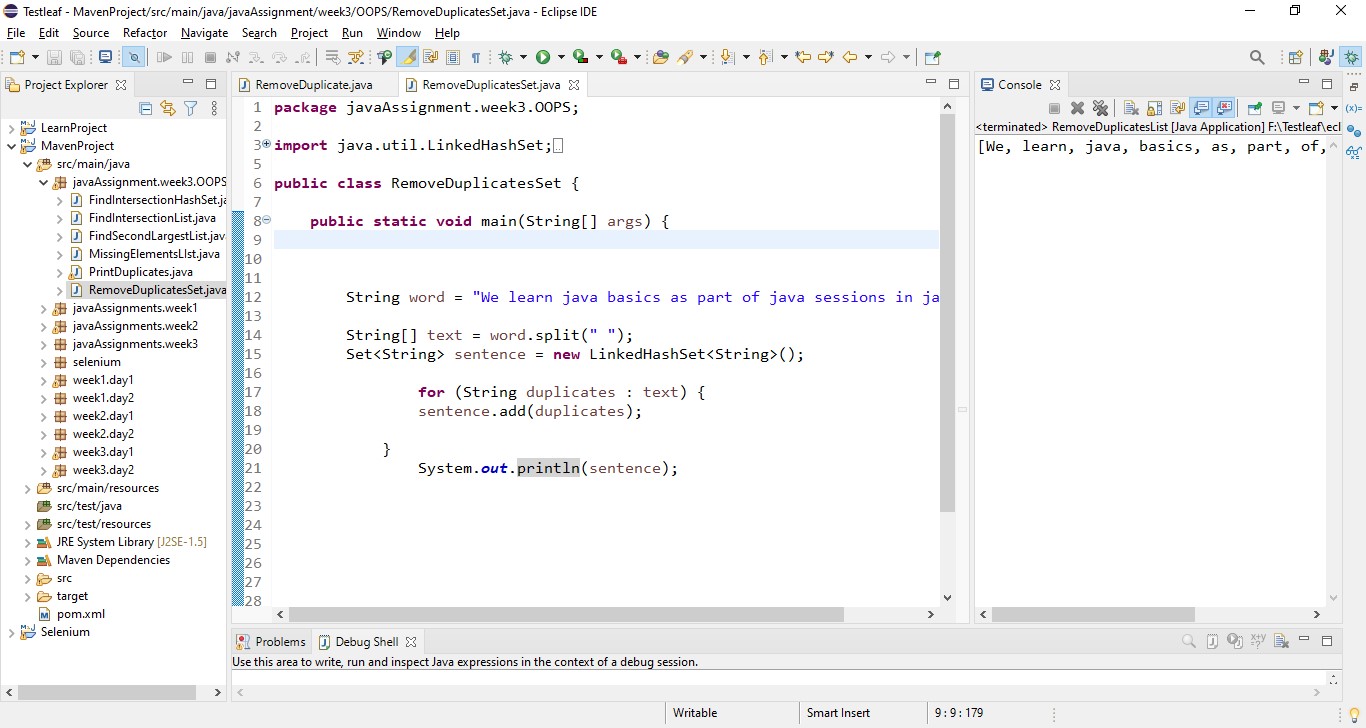 Testleaf - MavenProject/src/main/java/javaAssignment/week3/OOPS/RemoveDuplicatesSet.java - Eclipse IDE
File Edit Source Refactor Navigate Search Project Run Window Help
Project Explorer
LearnProject
MavenProject
src/main/java
javaAssignment.week3.OOPS
FindIntersectionHashSet.ja
FindIntersectionList.java
FindSecondLargestList.jav
MissingElementsLIst.java
PrintDuplicates.java
RemoveDuplicatesSet.java
javaAssignments.week1
javaAssignments.week2
javaAssignments.week3
selenium
week1.day1
week1.day2
week2.day1
week2.day2
week3.day1
week3.day2
src/main/resources
src/test/java
src/test/resources
JRE System Library [J2SE-1.5]
Maven Dependencies
src
target
pom.xml
Selenium
RemoveDuplicate.java RemoveDuplicatesSet.java
1 package javaAssignment.week3.OOPS;
2
3 import java.util.LinkedHashSet;
5
6 public class RemoveDuplicatesSet {
7
8 public static void main(String[] args) {
9
10
11
12 String word = "We learn java basics as part of java sessions in ja
13
14 String[] text = word.split(" ");
15 Set<String> sentence = new LinkedHashSet<String>();
16
17 for (String duplicates : text) {
18 sentence.add(duplicates);
19
20 }
21 System.out.println(sentence);
22
23
24
25
26
27
28
Console
<terminated> RemoveDuplicatesList [Java Application] F:\Testleaf\ecl
[We, learn, java, basics, as, part, of,
Problems Debug Shell
Use this area to write, run and inspect Java expressions in the context of a debug session.
Writable Smart Insert 9 : 9 : 179